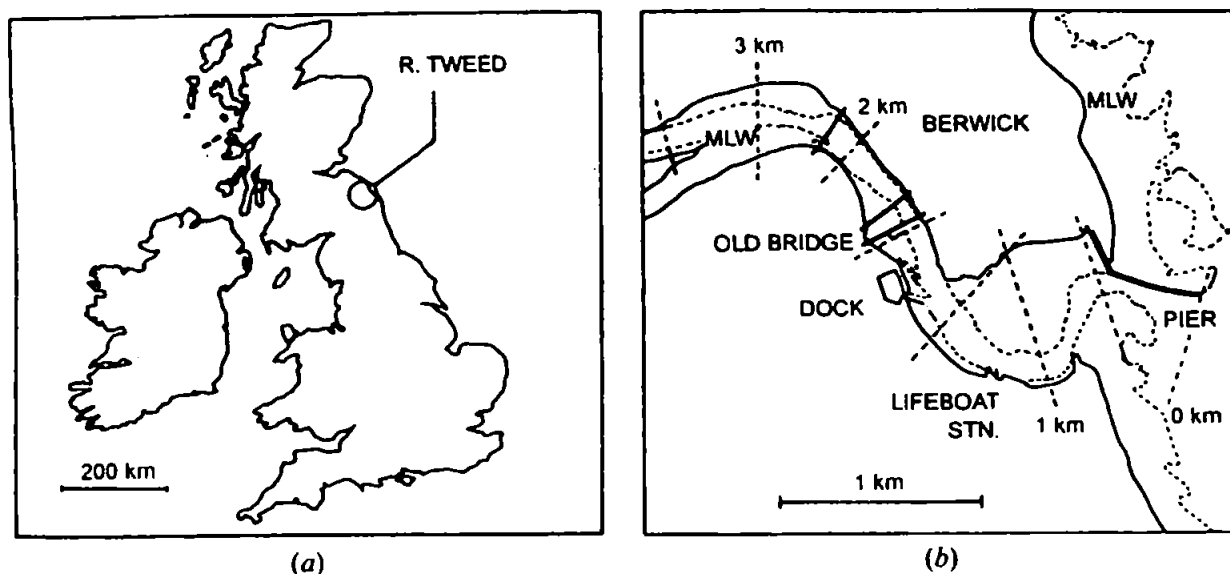 R. TWEED
200 km
(a)
3 km
2 km
MLW
BERWICK
MLW
OLD BRIDGE
DOCK
PIER
LIFEBOAT
STN.
1 km
0 km
1 km
(b)